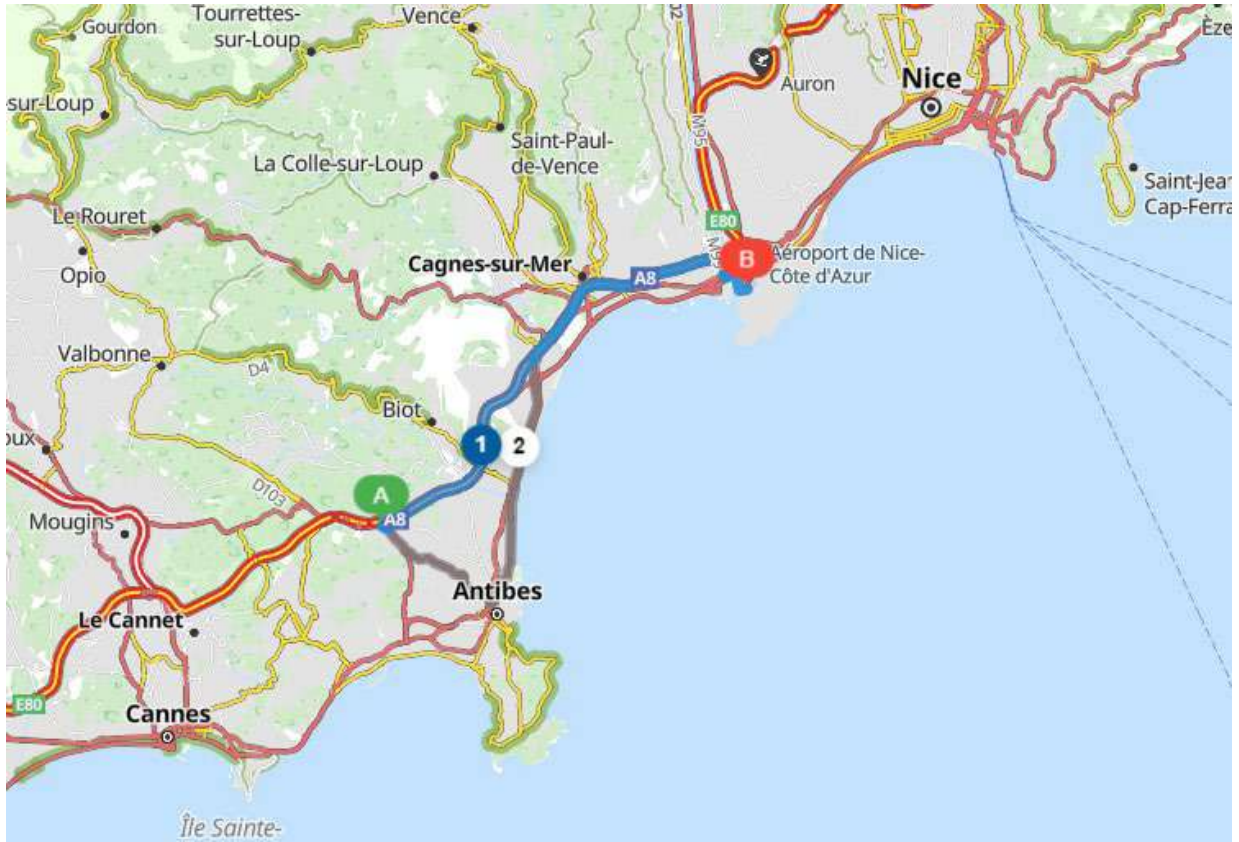 Gourdon
Tourrettes-
sur-Loup
Vence
02
Èze
sur-Loup
Auron
Nice
M95
Saint-Paul-
de-Vence
La Colle-sur-Loup
Saint-Jear
Cap-Ferra
Le Rouret
E80
Opio
Cagnes-sur-Mer
A8
B
Aéroport de Nice-
Côte d'Azur
Valbonne
D4
Biot
oux
1
2
D103
A
A8
Mougins
Antibes
Le Cannet
E80
Cannes
Île Sainte-